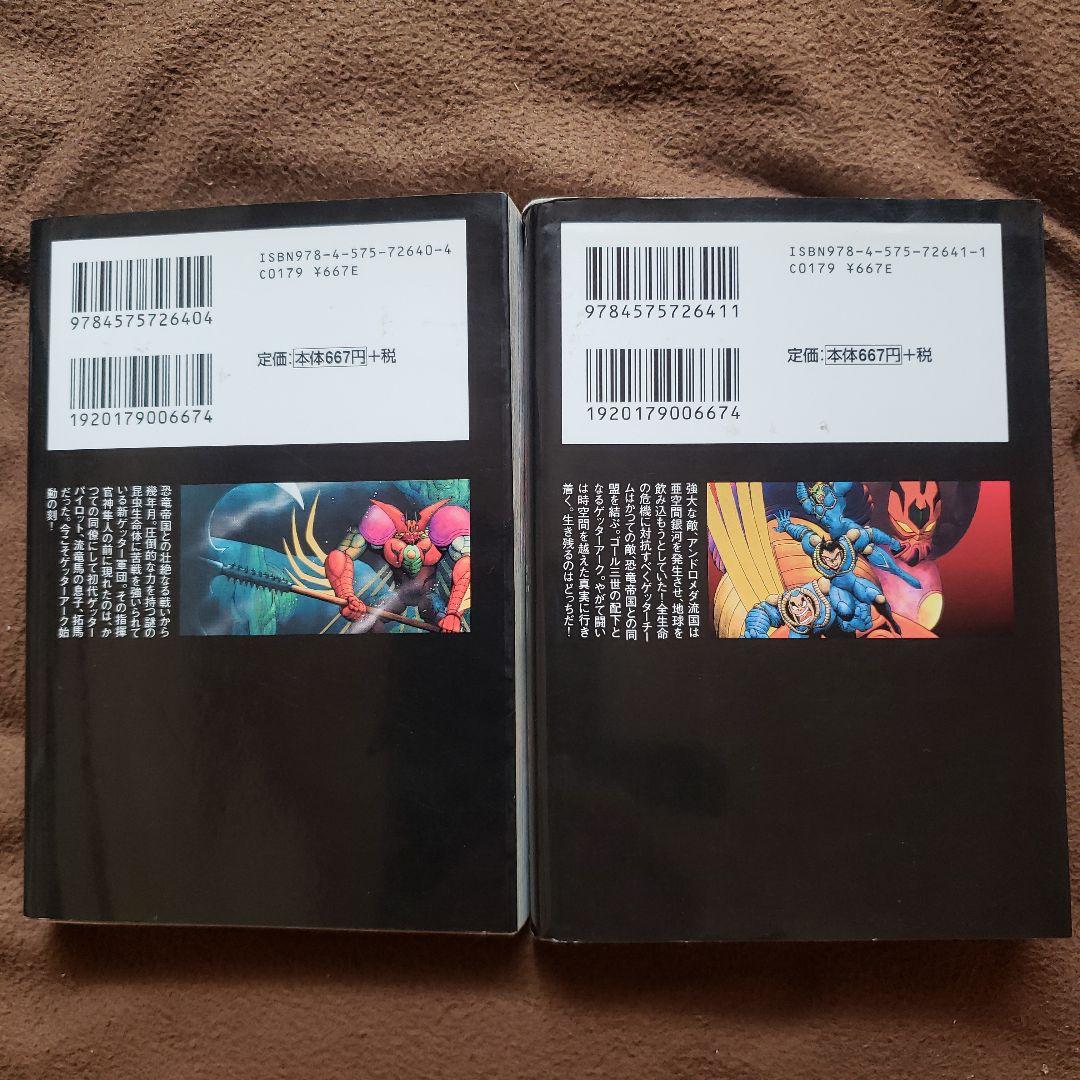 ISBN978-4-575-72640-4
C0179 ¥667E
9784575726404
定価：本体667円＋税
1920179006674
恐竜帝国との壮絶なる戦いから
幾年月。圧倒的な力を持つ謎の
昆虫生命体に苦戦を強いられて
いる新ゲッター軍団。その指揮
官神隼人の前に現れたのは、か
つての同僚にして初代ゲッター
パイロット、流竜馬の息子、拓馬
だった。今こそゲッターアーク始
動の刻！
ISBN978-4-575-72641-1
C0179 ¥667E
9784575726411
定価：本体667円＋税
1920179006674
強大な敵、アンドロメダ流国は
亜空間銀河を発生させ、地球を
飲み込もうとしていた！全生命
の危機に対抗すべくゲッターチー
ムはかつての敵、恐竜帝国との同
盟を結ぶ。ゴール三世の配下と
なるゲッターアーク。やがて闘い
は時空間を越えた真実に行き
着く。生き残るのはどっちだ！